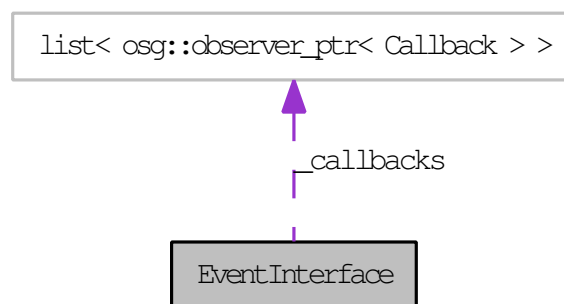 list< osg::observer_ptr< Callback > >
_callbacks
EventInterface